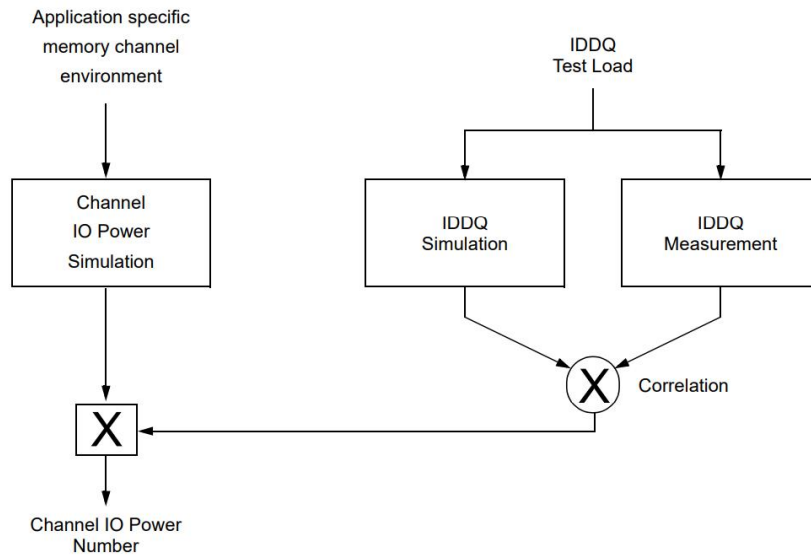 Application specific
memory channel
environment
IDDQ
Test Load
Channel
IO Power
Simulation
IDDQ
Simulation
IDDQ
Measurement
X
Correlation
X
Channel IO Power
Number